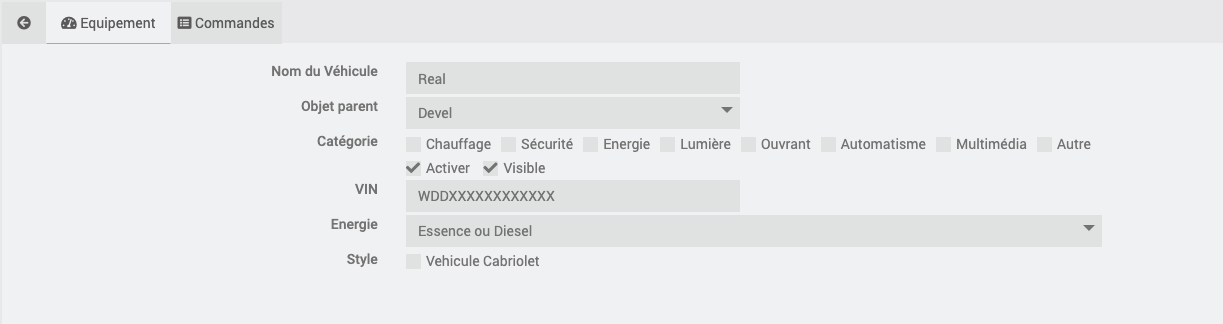 Equipement Commandes
Nom du Véhicule Real
Objet parent Devel
Catégorie Chauffage Sécurité Energie Lumière Ouvrant Automatisme Multimédia Autre
Activer Visible
VIN WDDXXXXXXXXXXXX
Energie Essence ou Diesel
Style Vehicule Cabriolet